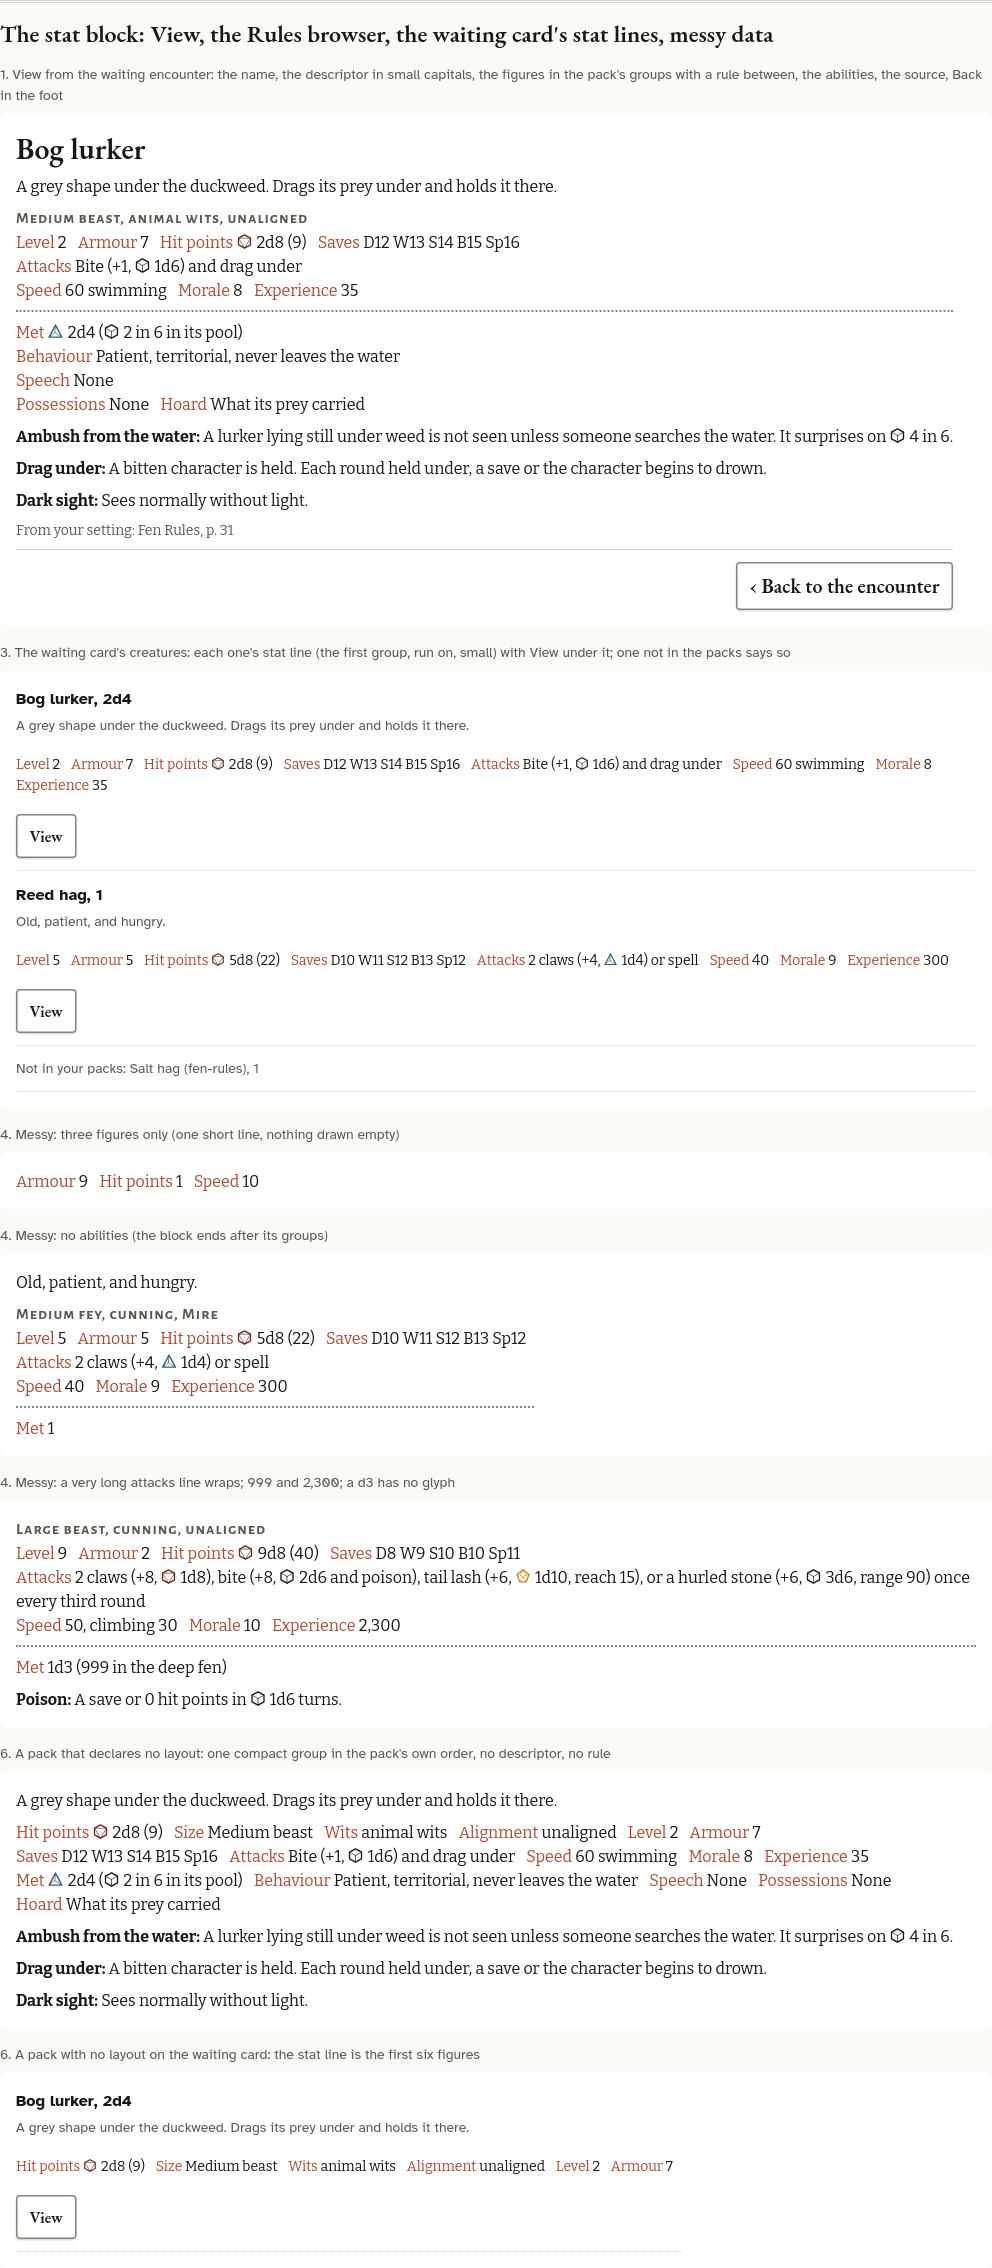 The stat block: View, the Rules browser, the waiting card's stat lines, messy data
1. View from the waiting encounter: the name, the descriptor in small capitals, the figures in the pack's groups with a rule between, the abilities, the source, Back
in the foot
Bog lurker
A grey shape under the duckweed. Drags its prey under and holds it there.
Medium beast, animal wits, unaligned
Level 2 Armour 7 Hit points 2d8 (9) Saves D12 W13 S14 B15 Sp16
Attacks Bite (+1, 1d6) and drag under
Speed 60 swimming Morale 8 Experience 35
Met 2d4 (2 in 6 in its pool)
Behaviour Patient, territorial, never leaves the water
Speech None
Possessions None Hoard What its prey carried
Ambush from the water: A lurker lying still under weed is not seen unless someone searches the water. It surprises on 4 in 6.
Drag under: A bitten character is held. Each round held under, a save or the character begins to drown.
Dark sight: Sees normally without light.
From your setting: Fen Rules, p. 31
‹ Back to the encounter
3. The waiting card's creatures: each one's stat line (the first group, run on, small) with View under it; one not in the packs says so
Bog lurker, 2d4
A grey shape under the duckweed. Drags its prey under and holds it there.
Level 2 Armour 7 Hit points 2d8 (9) Saves D12 W13 S14 B15 Sp16 Attacks Bite (+1, 1d6) and drag under Speed 60 swimming Morale 8
Experience 35
View
Reed hag, 1
Old, patient, and hungry.
Level 5 Armour 5 Hit points 5d8 (22) Saves D10 W11 S12 B13 Sp12 Attacks 2 claws (+4, 1d4) or spell Speed 40 Morale 9 Experience 300
View
Not in your packs: Salt hag (fen-rules), 1
4. Messy: three figures only (one short line, nothing drawn empty)
Armour 9 Hit points 1 Speed 10
4. Messy: no abilities (the block ends after its groups)
Old, patient, and hungry.
Medium fey, cunning, Mire
Level 5 Armour 5 Hit points 5d8 (22) Saves D10 W11 S12 B13 Sp12
Attacks 2 claws (+4, 1d4) or spell
Speed 40 Morale 9 Experience 300
Met 1
4. Messy: a very long attacks line wraps; 999 and 2,300; a d3 has no glyph
Large beast, cunning, unaligned
Level 9 Armour 2 Hit points 9d8 (40) Saves D8 W9 S10 B10 Sp11
Attacks 2 claws (+8, 1d8), bite (+8, 2d6 and poison), tail lash (+6, 1d10, reach 15), or a hurled stone (+6, 3d6, range 90) once
every third round
Speed 50, climbing 30 Morale 10 Experience 2,300
Met 1d3 (999 in the deep fen)
Poison: A save or 0 hit points in 1d6 turns.
6. A pack that declares no layout: one compact group in the pack's own order, no descriptor, no rule
A grey shape under the duckweed. Drags its prey under and holds it there.
Hit points 2d8 (9) Size Medium beast Wits animal wits Alignment unaligned Level 2 Armour 7
Saves D12 W13 S14 B15 Sp16 Attacks Bite (+1, 1d6) and drag under Speed 60 swimming Morale 8 Experience 35
Met 2d4 (2 in 6 in its pool) Behaviour Patient, territorial, never leaves the water Speech None Possessions None
Hoard What its prey carried
Ambush from the water: A lurker lying still under weed is not seen unless someone searches the water. It surprises on 4 in 6.
Drag under: A bitten character is held. Each round held under, a save or the character begins to drown.
Dark sight: Sees normally without light.
6. A pack with no layout on the waiting card: the stat line is the first six figures
Bog lurker, 2d4
A grey shape under the duckweed. Drags its prey under and holds it there.
Hit points 2d8 (9) Size Medium beast Wits animal wits Alignment unaligned Level 2 Armour 7
View